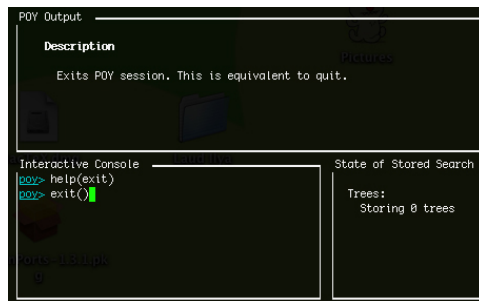 POY Output
Description
Exits POY session. This is equivalent to quit.
Pictures
Interactive Console
poy> help(exit)
poy> exit()
State of Stored Search
Trees:
Storing 0 trees